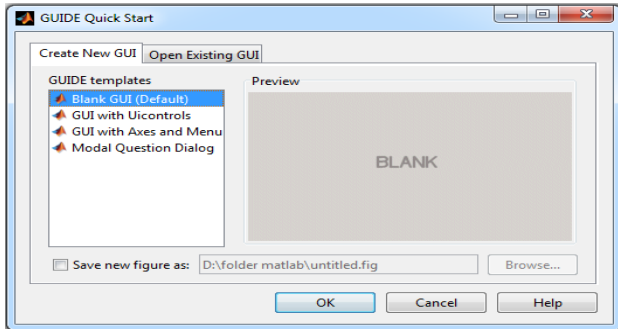 GUIDE Quick Start
Create New GUI Open Existing GUI
GUIDE templates
Blank GUI (Default)
GUI with Uicontrols
GUI with Axes and Menu
Modal Question Dialog
Preview
BLANK
Save new figure as: D:\folder matlab\untitled.fig Browse...
OK Cancel Help